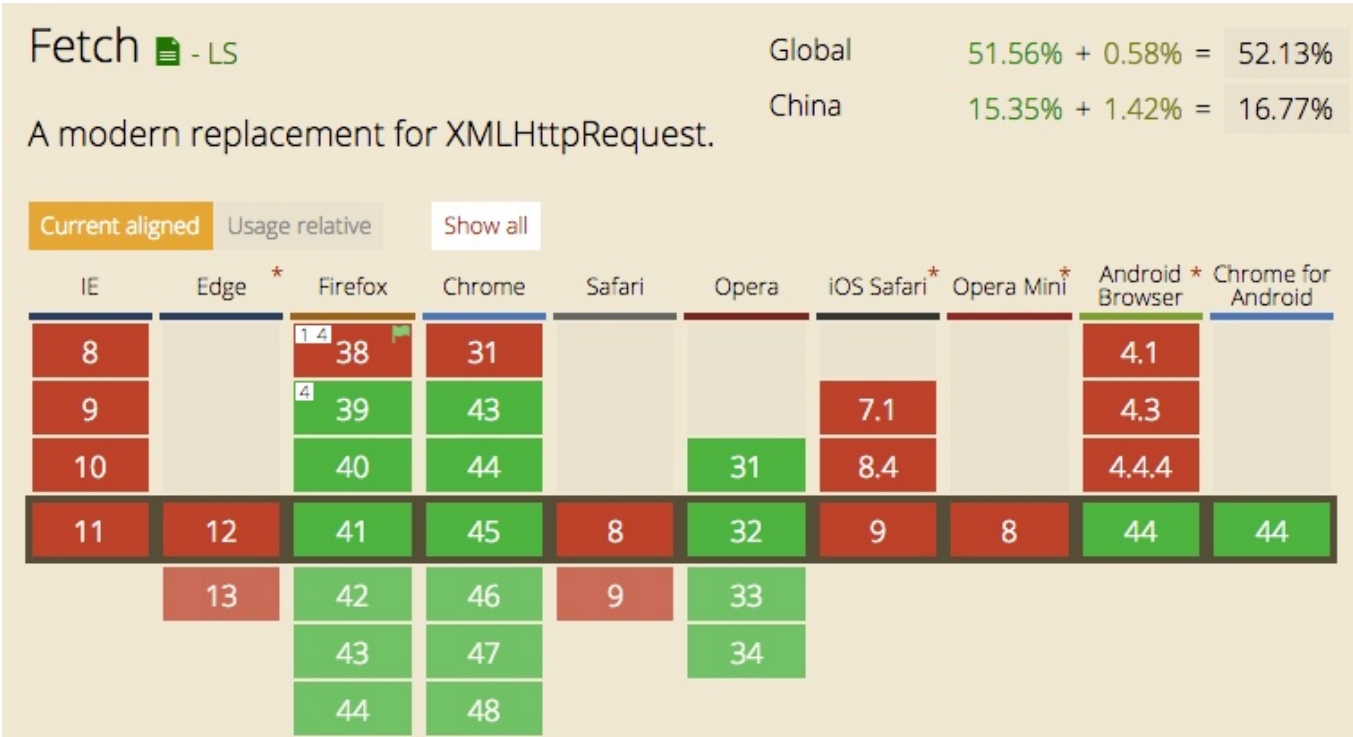 Fetch - LS
Global 51.56% + 0.58% = 52.13%
China 15.35% + 1.42% = 16.77%
A modern replacement for XMLHttpRequest.
Current aligned Usage relative Show all
IE Edge * Firefox Chrome Safari Opera iOS Safari * Opera Mini * Android Browser * Chrome for Android
8 1 4 38 31 4.1
9 4 39 43 7.1 4.3
10 40 44 31 8.4 4.4.4
11 12 41 45 8 32 9 8 44 44
13 42 46 9 33
43 47 34
44 48